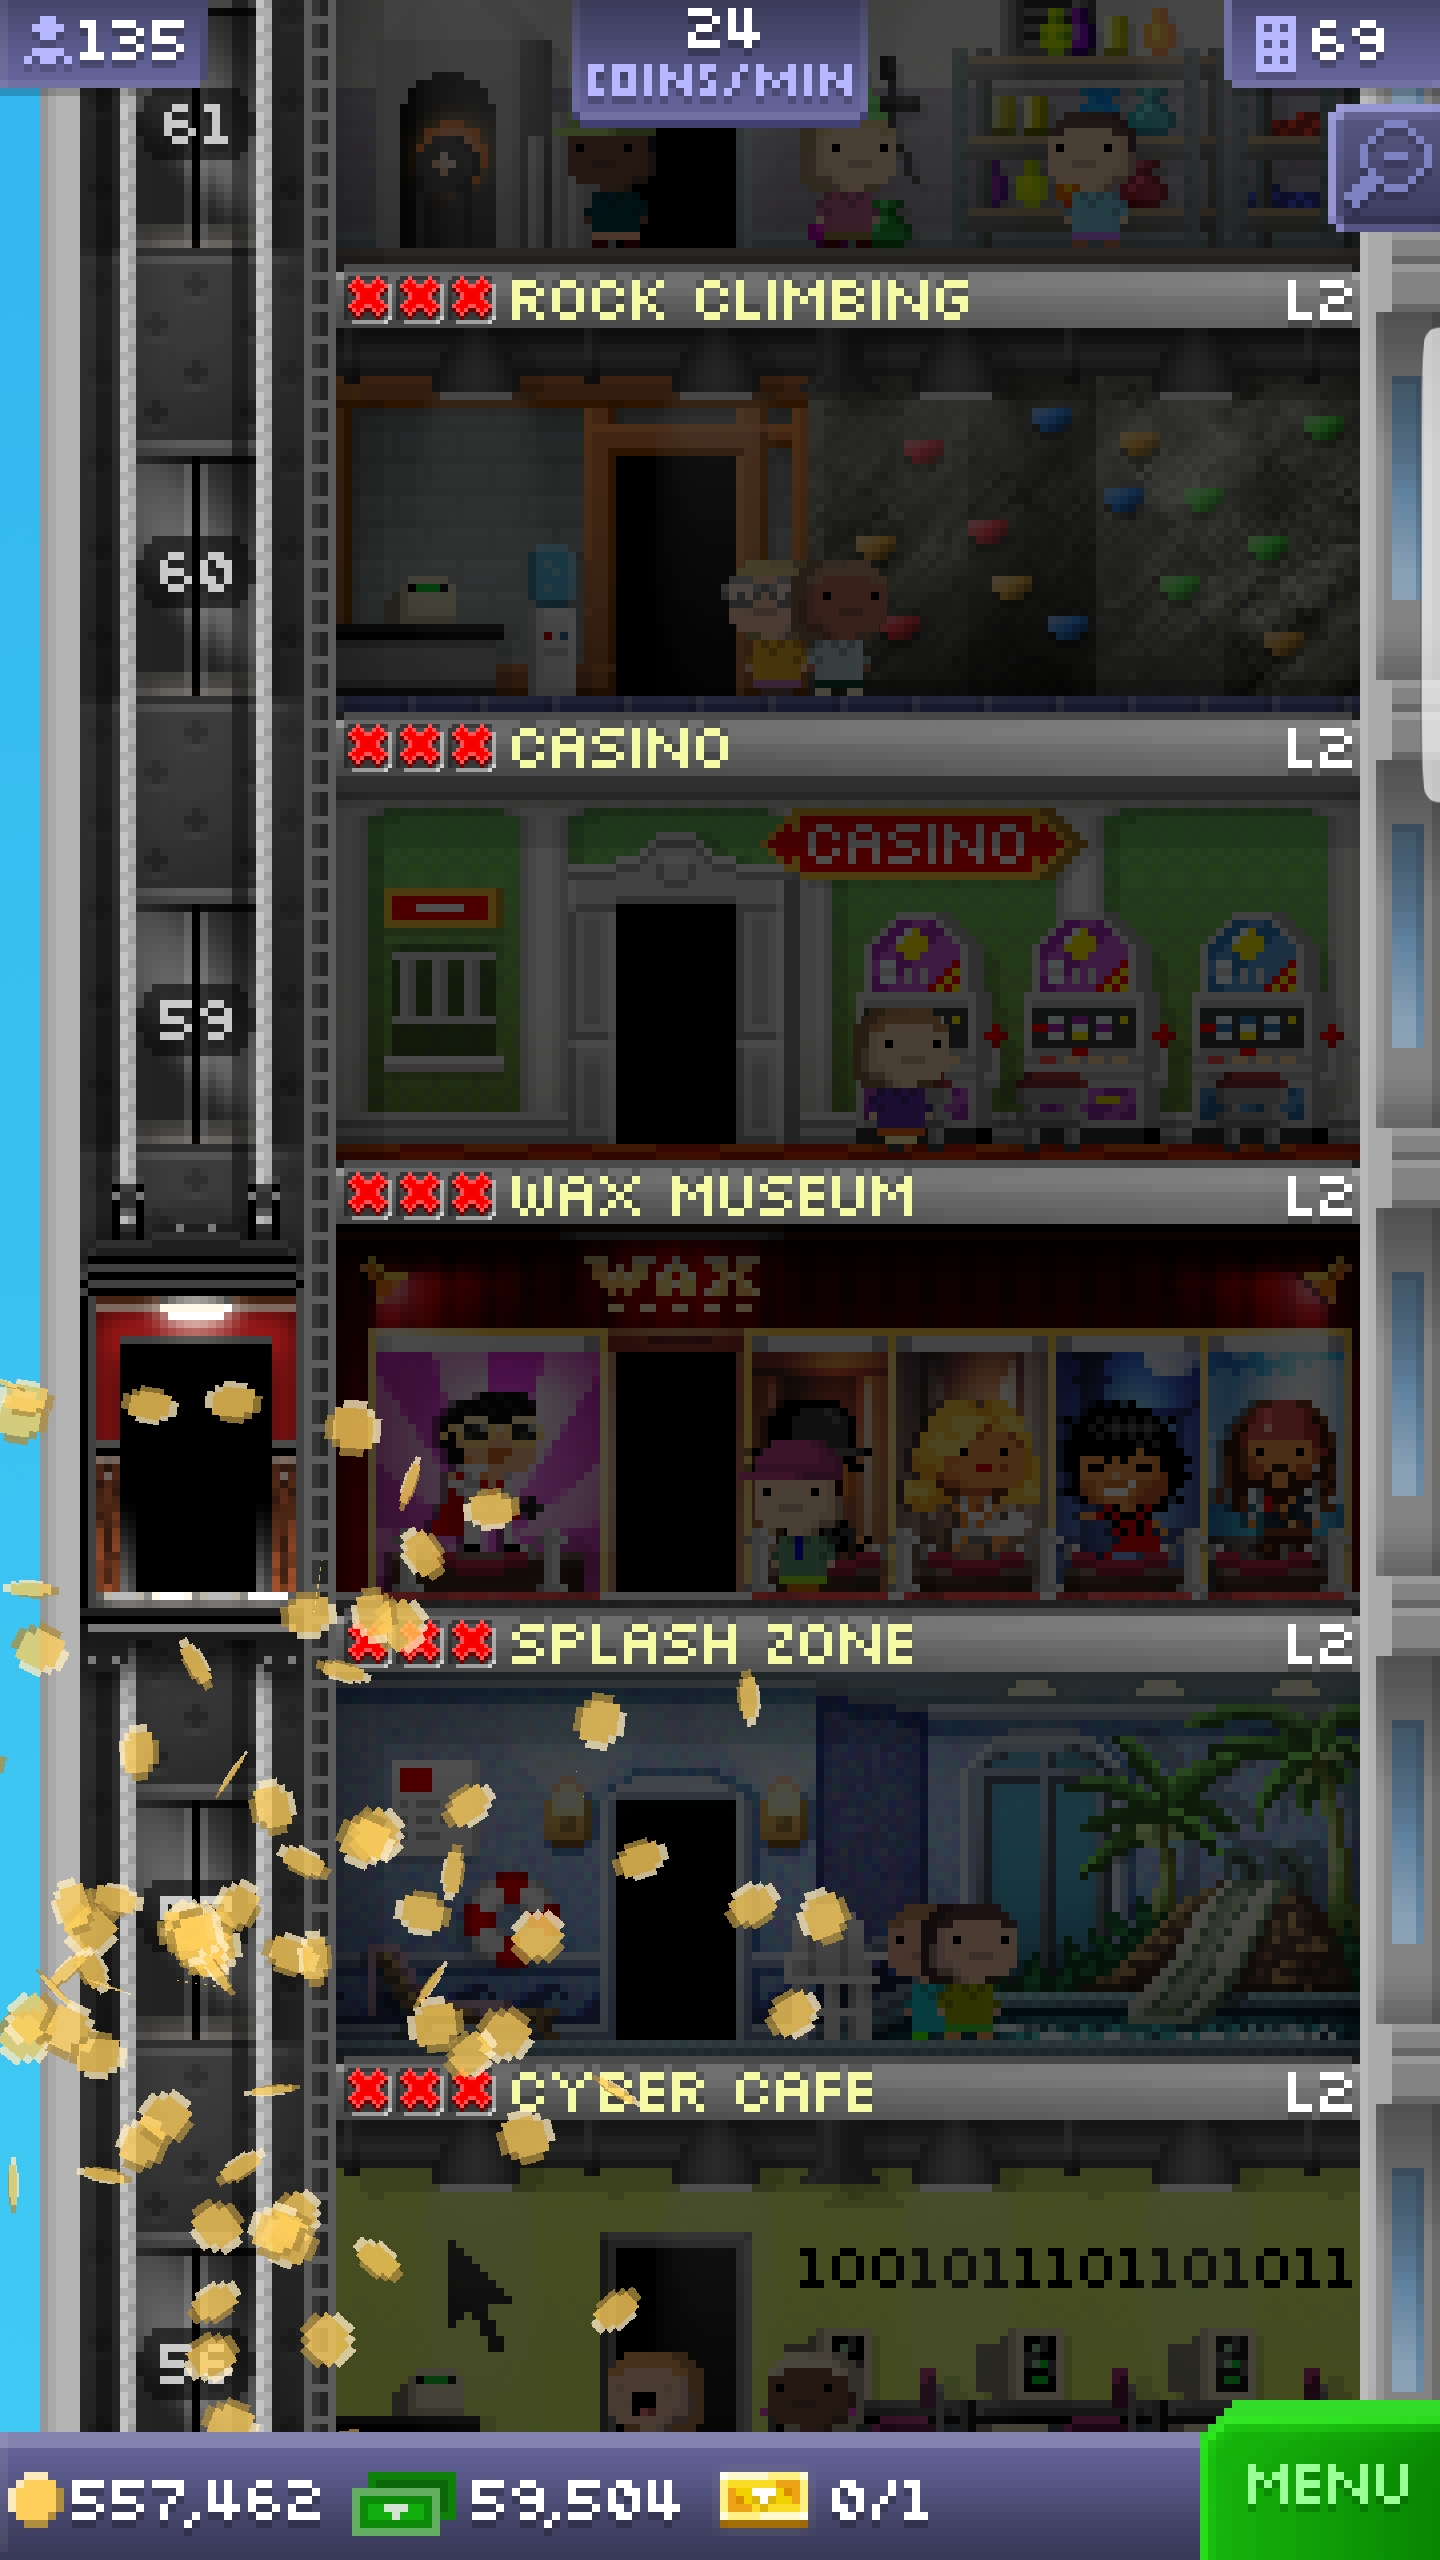 135
24
COINS/MIN
69
61
ROCK CLIMBING L2
60
CASINO L2
CASINO
59
WAX MUSEUM L2
WAX
SPLASH ZONE L2
CYBER CAFE L2
1001011101101011
557,462 59,504 0/1
MENU